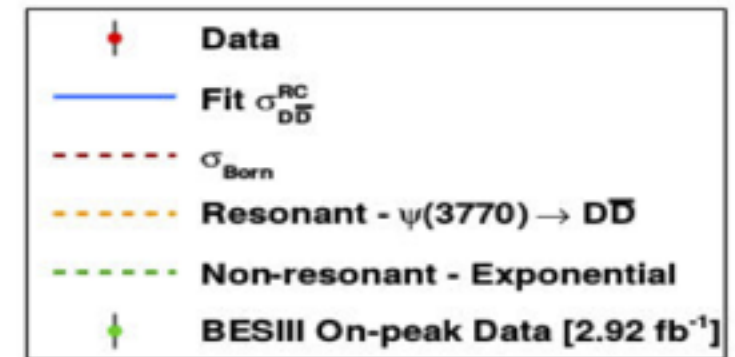 Data
Fit σ^RC_DD̅
σ_Born
Resonant - ψ(3770) → DD̅
Non-resonant - Exponential
BESIII On-peak Data [2.92 fb⁻¹]